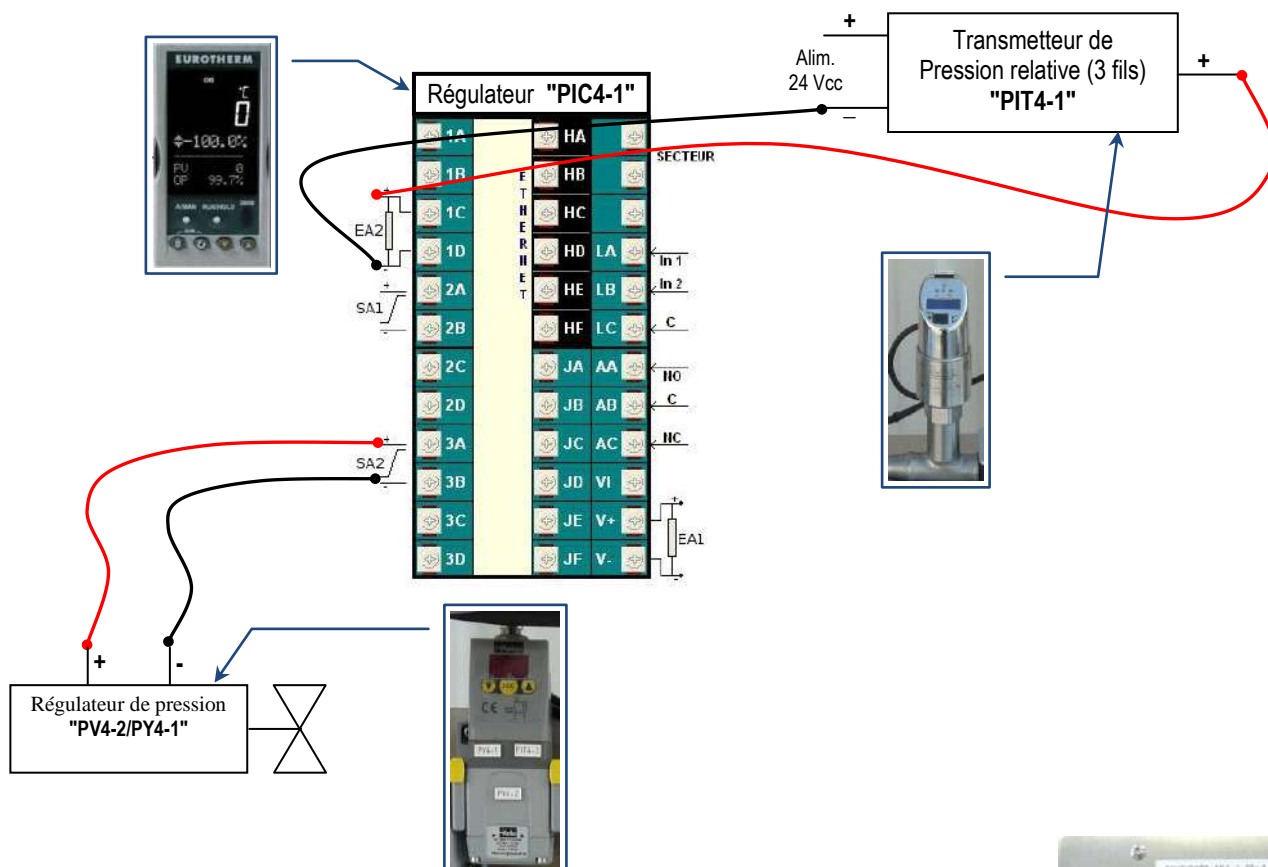 EUROTHERM
°C
0
-100.0%
PV 0
OP 99.7%
Régulateur "PIC4-1"
1A
1B
1C
1D
2A
2B
2C
2D
3A
3B
3C
3D
ETHERNET
HA
HB
HC
HD
HE
HF
JA
JB
JC
JD
JE
JF
LA
LB
LC
AA
AB
AC
VI
V+
V-
SECTEUR
In 1
In 2
C
NO
C
NC
+
EA2
-
+
SA1
-
+
SA2
-
+
EA1
-
+
Alim.
24 Vcc
_
Transmetteur de
Pression relative (3 fils)
"PIT4-1"
+
+
-
Régulateur de pression
"PV4-2/PY4-1"
CE
PY4-1
PV4-2